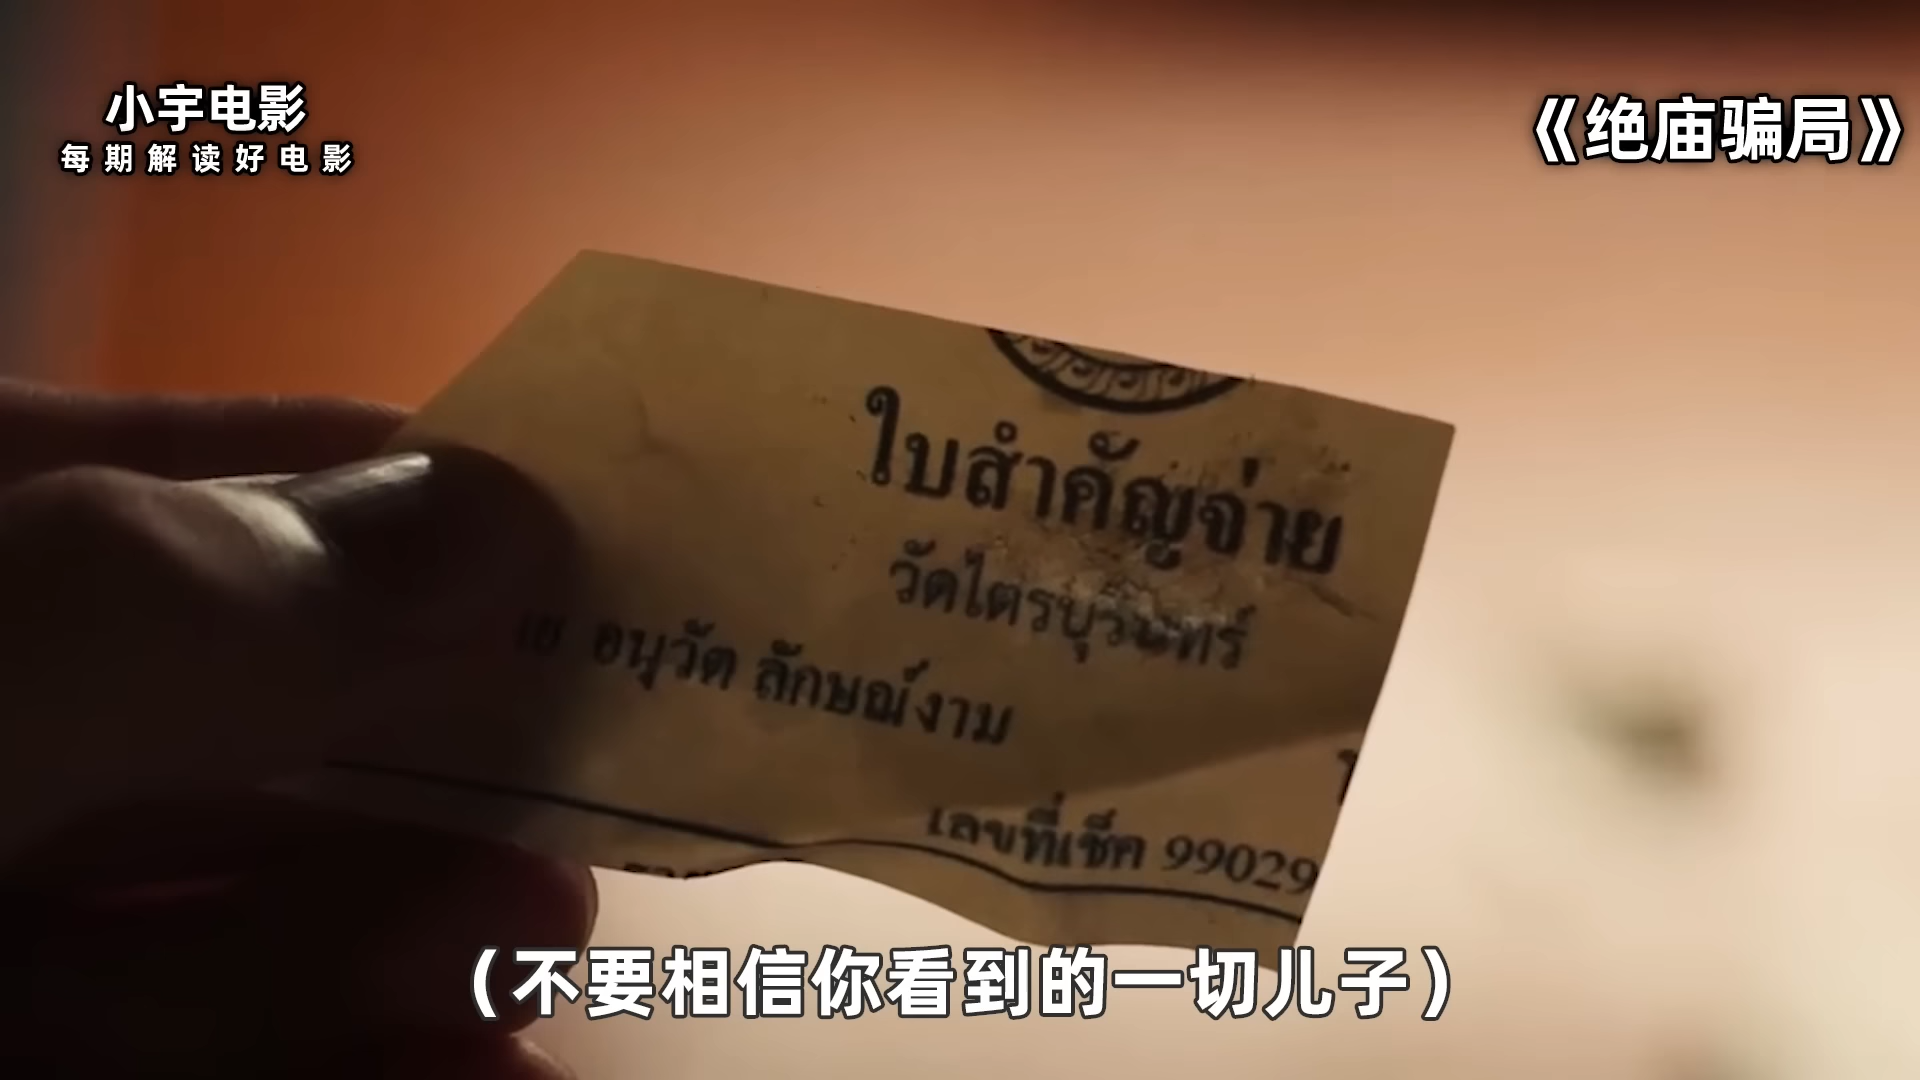 小宇电影
每期解读好电影
《绝庙骗局》
ใบสำคัญจ่าย
วัดไตรบุรินทร์
อนุวัต ลักษณ์งาม
เลขที่เช็ค 99029
(不要相信你看到的一切儿子)